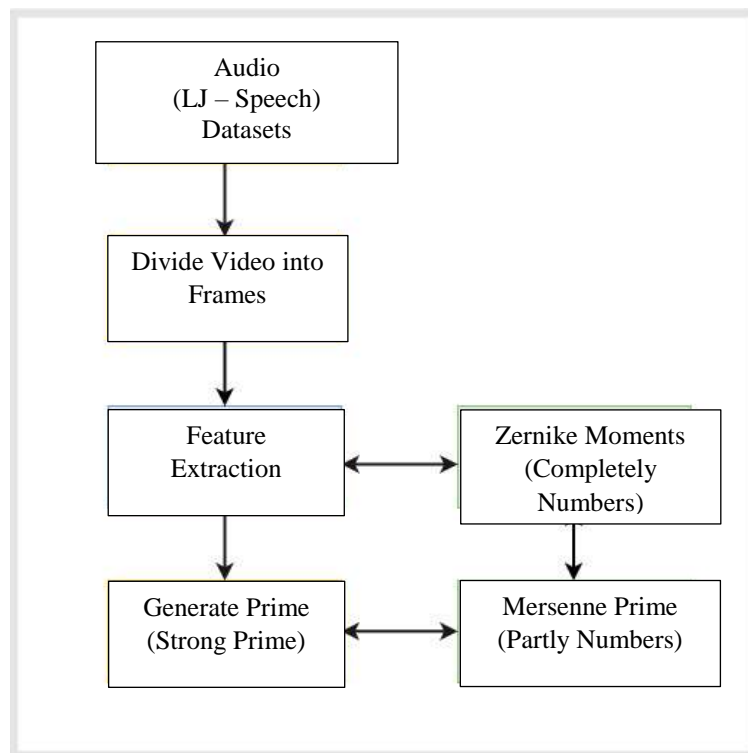 Audio
(LJ – Speech)
Datasets
Divide Video into
Frames
Feature
Extraction
Zernike Moments
(Completely
Numbers)
Generate Prime
(Strong Prime)
Mersenne Prime
(Partly Numbers)